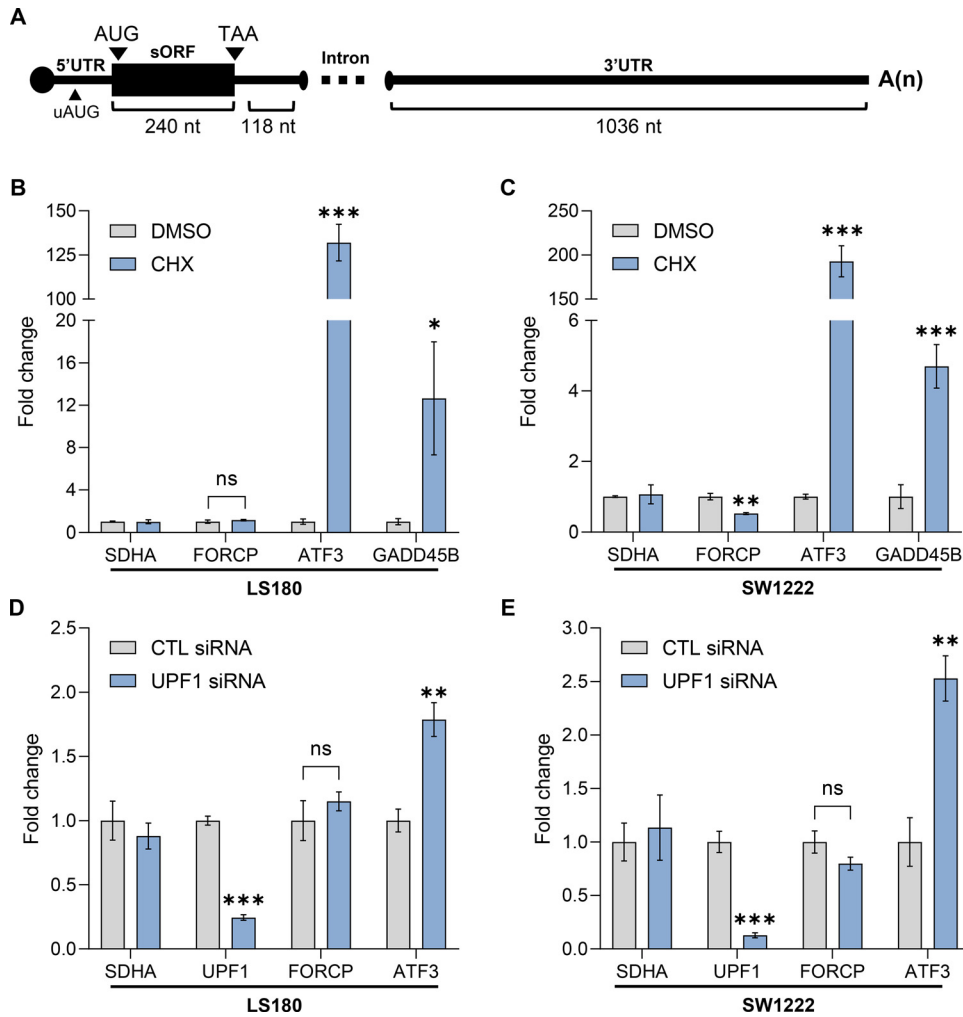 A
AUG
TAA
5'UTR
sORF
Intron
3'UTR
A(n)
uAUG
240 nt
118 nt
1036 nt
B
Fold change
150
125
100
20
16
12
8
4
0
DMSO
CHX
ns
***
*
SDHA FORCP ATF3 GADD45B
LS180
C
Fold change
250
200
150
100
6
4
2
0
DMSO
CHX
**
***
***
SDHA FORCP ATF3 GADD45B
SW1222
D
Fold change
2.5
2.0
1.5
1.0
0.5
0.0
CTL siRNA
UPF1 siRNA
***
ns
**
SDHA UPF1 FORCP ATF3
LS180
E
Fold change
3.0
2.5
2.0
1.5
1.0
0.5
0.0
CTL siRNA
UPF1 siRNA
***
ns
**
SDHA UPF1 FORCP ATF3
SW1222